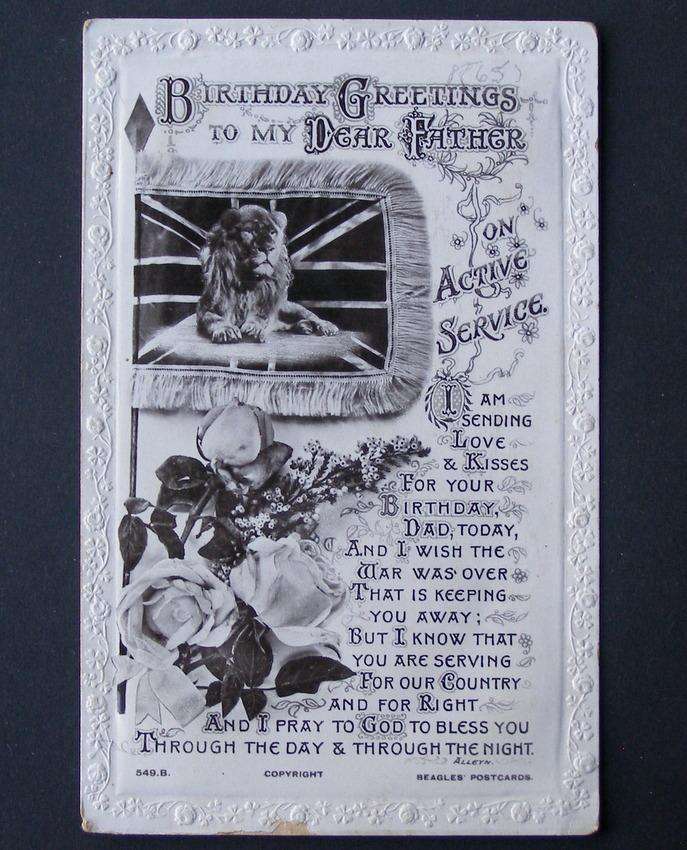 Birthday Greetings
to my Dear Father
on
Active
Service.
I am
sending
Love
& Kisses
For your
Birthday,
Dad, today,
And I wish the
War was over
That is keeping
you away;
But I know that
you are serving
For our Country
and for Right
And I pray to God to bless you
Through the day & through the night.
Alleyn.
549.B.
COPYRIGHT
BEAGLES' POSTCARDS.